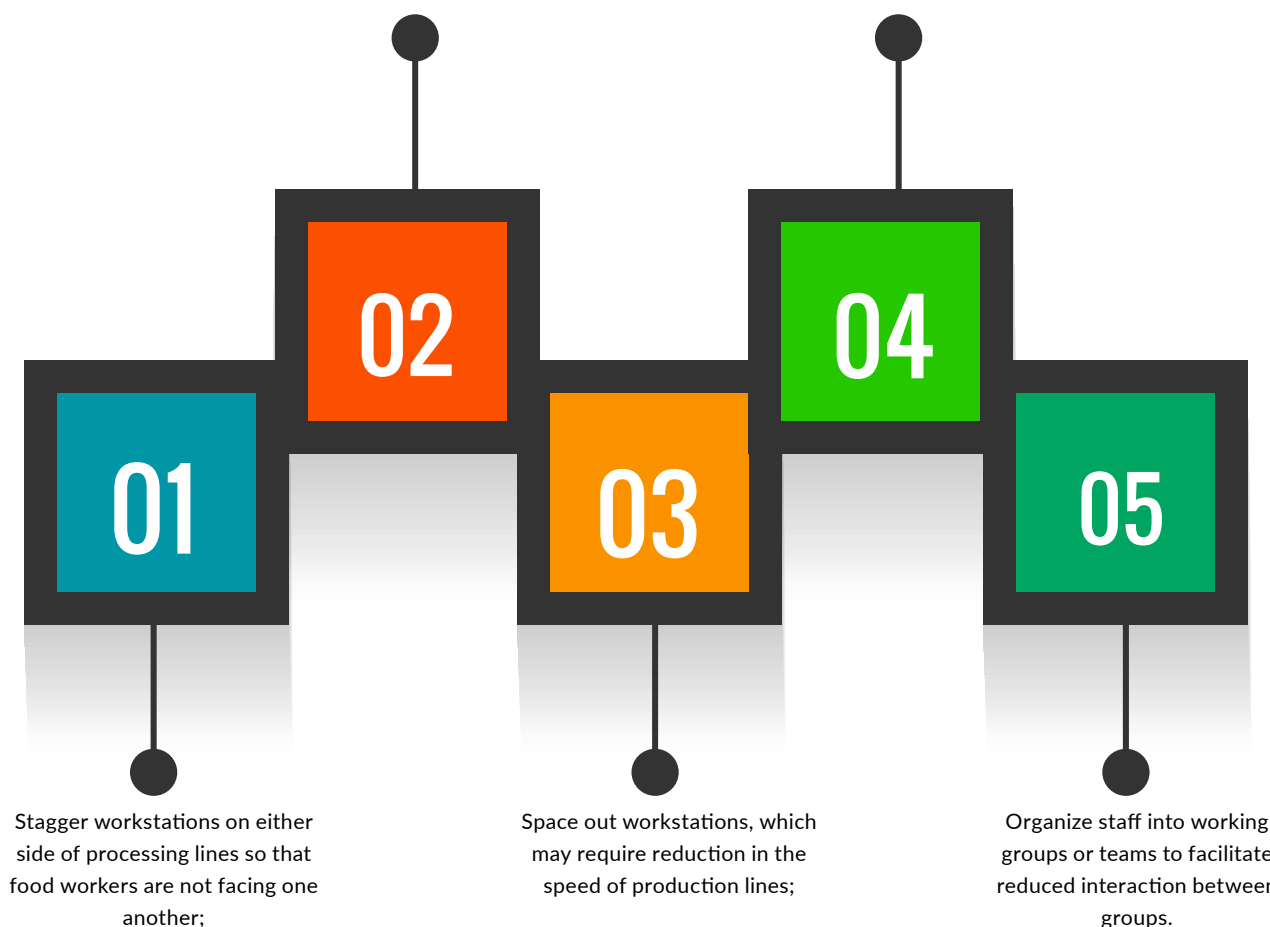 02
04
01
03
05
Stagger workstations on either
side of processing lines so that
food workers are not facing one
another;
Space out workstations, which
may require reduction in the
speed of production lines;
Organize staff into working
groups or teams to facilitate
reduced interaction between
groups.